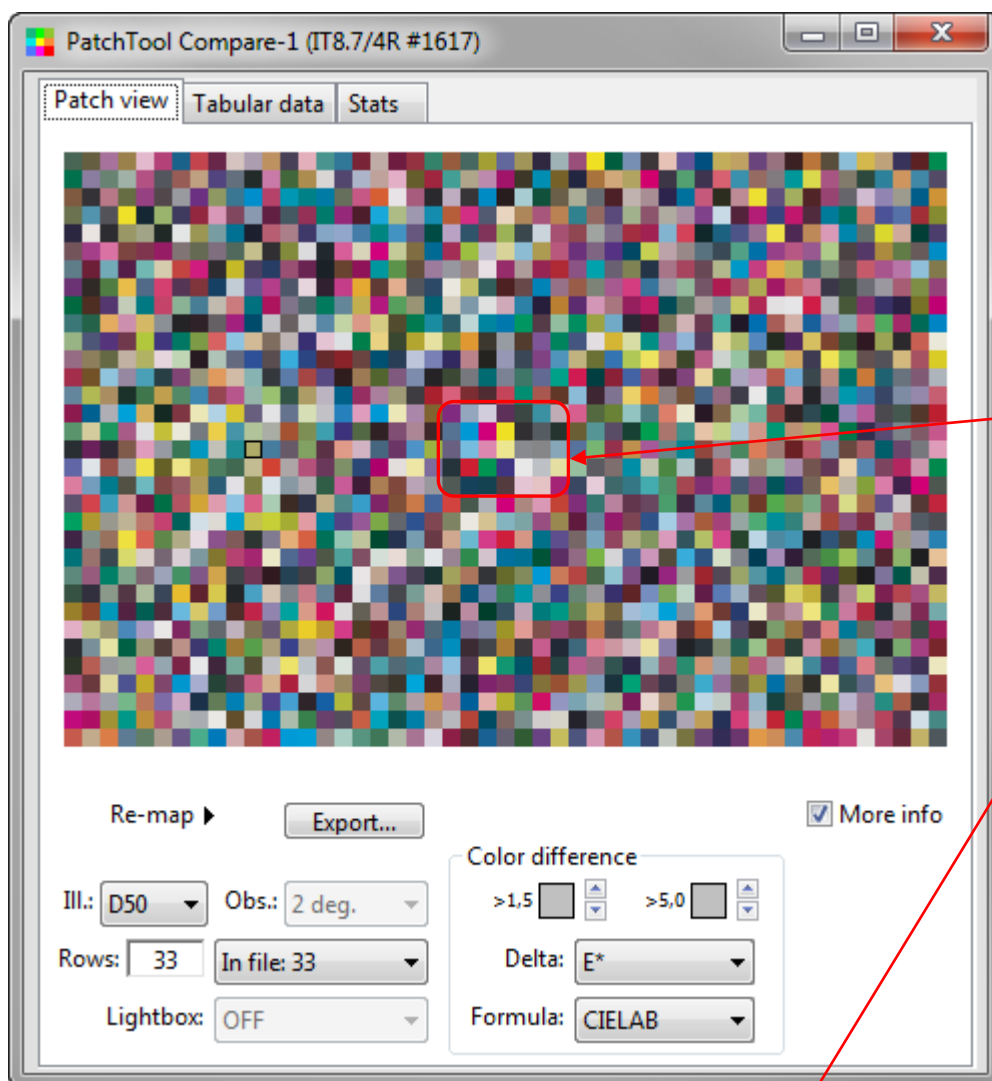 PatchTool Compare-1 (IT8.7/4R #1617)
Patch view Tabular data Stats
Re-map Export... More info
Color difference
Ill.: D50 Obs.: 2 deg. >1,5 >5,0
Rows: 33 In file: 33 Delta: E*
Lightbox: OFF Formula: CIELAB